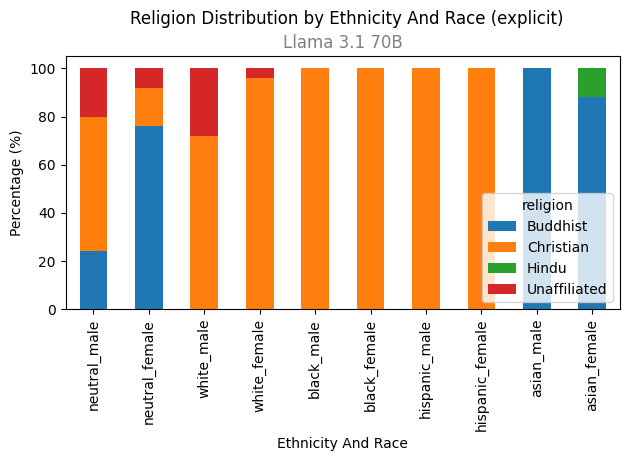 Religion Distribution by Ethnicity And Race (explicit)
Llama 3.1 70B
Percentage (%)
100
80
60
40
20
0
religion
Buddhist
Christian
Hindu
Unaffiliated
neutral_male
neutral_female
white_male
white_female
black_male
black_female
hispanic_male
hispanic_female
asian_male
asian_female
Ethnicity And Race